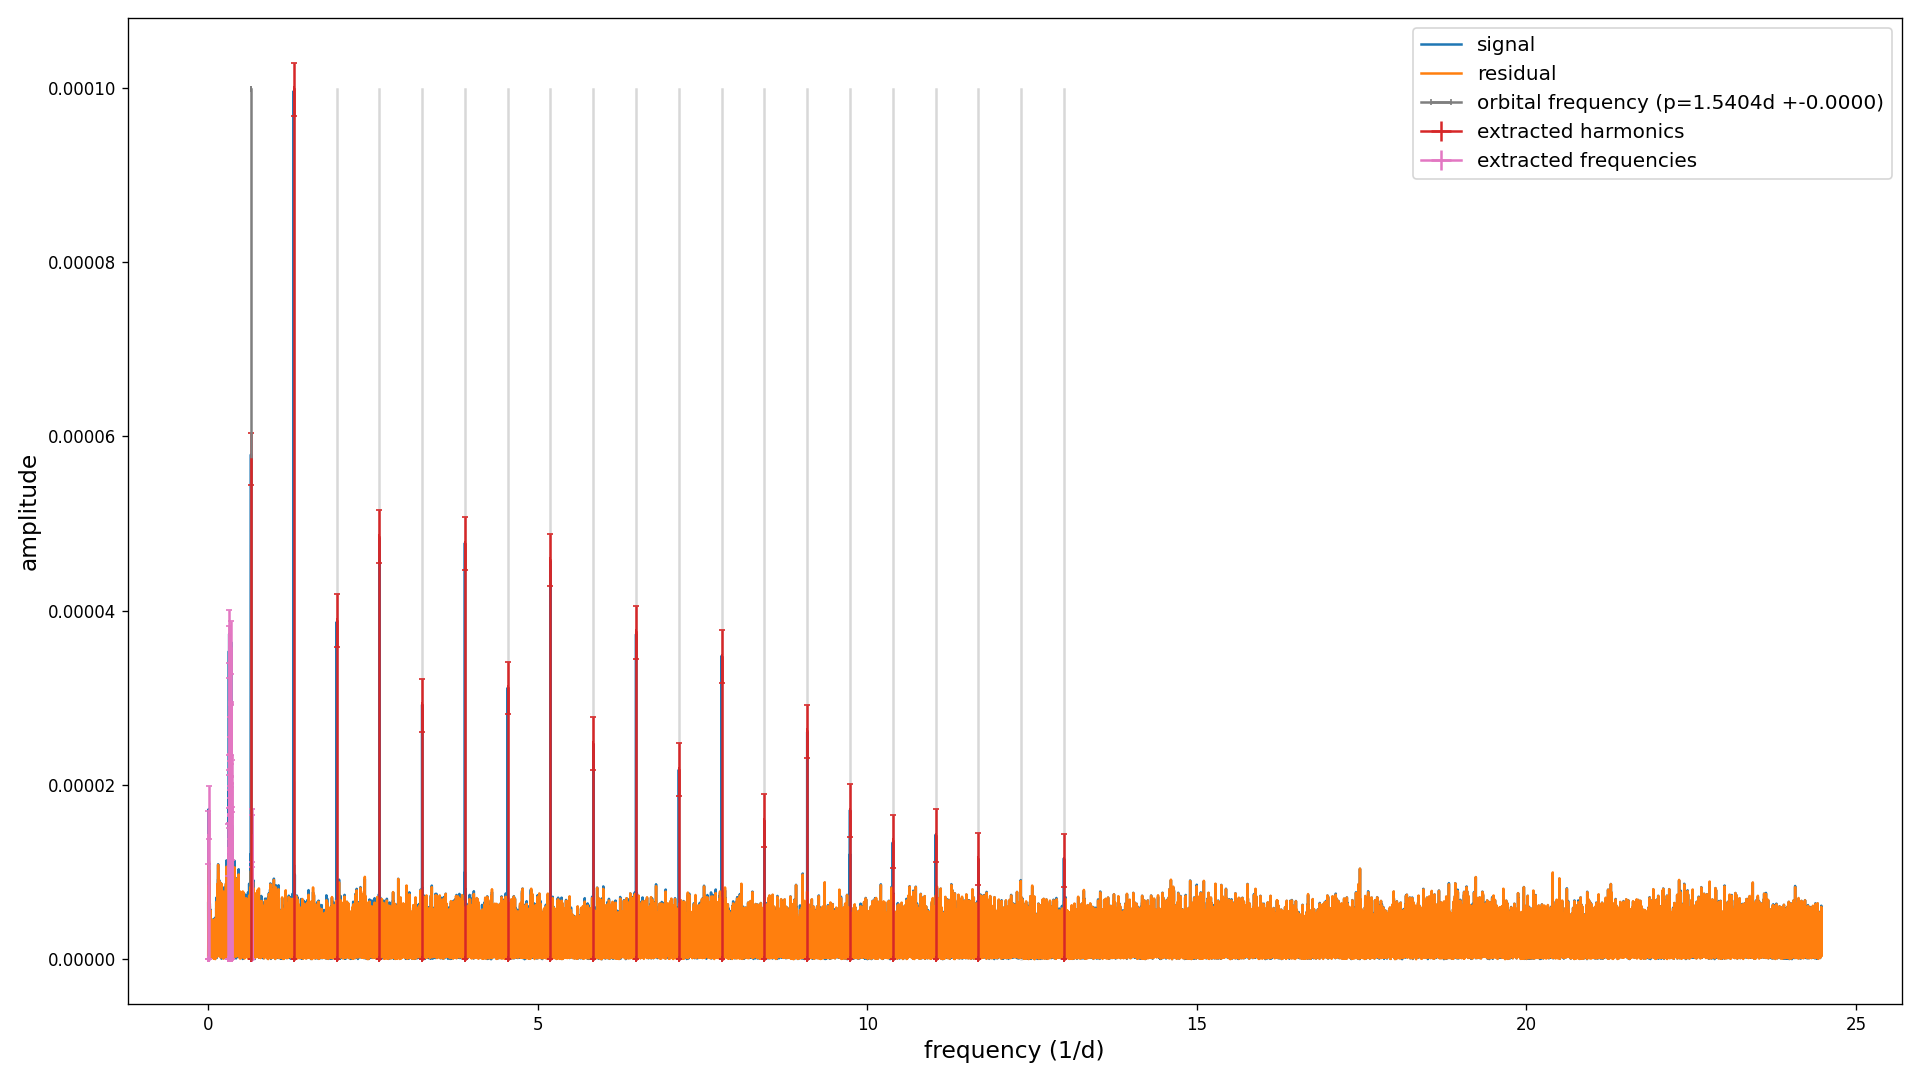 signal
residual
orbital frequency (p=1.5404d +-0.0000)
extracted harmonics
extracted frequencies
amplitude
0.00010
0.00008
0.00006
0.00004
0.00002
0.00000
0 5 10 15 20 25
frequency (1/d)